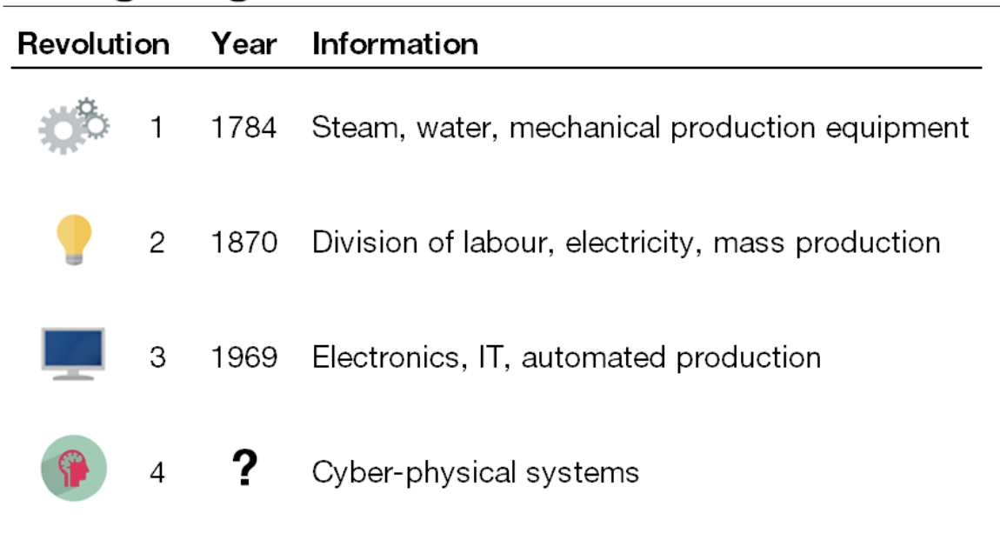 Revolution Year Information
1 1784 Steam, water, mechanical production equipment
2 1870 Division of labour, electricity, mass production
3 1969 Electronics, IT, automated production
4 ? Cyber-physical systems